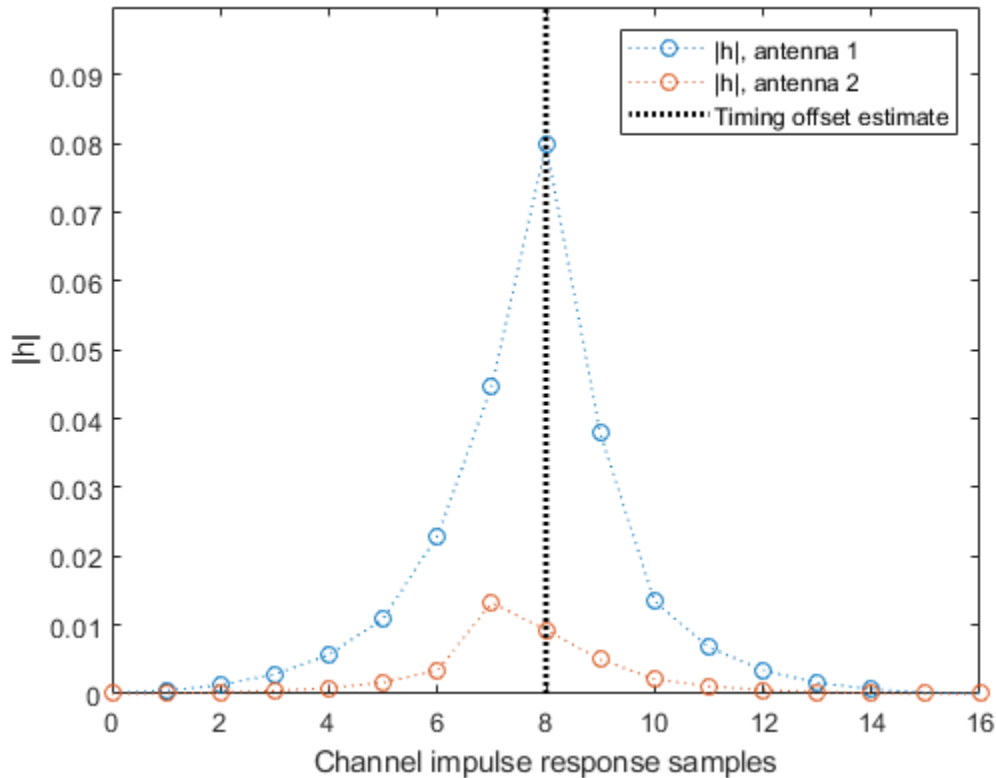 |h|, antenna 1
|h|, antenna 2
Timing offset estimate
0.09
0.08
0.07
0.06
0.05
0.04
0.03
0.02
0.01
0
|h|
0 2 4 6 8 10 12 14 16
Channel impulse response samples